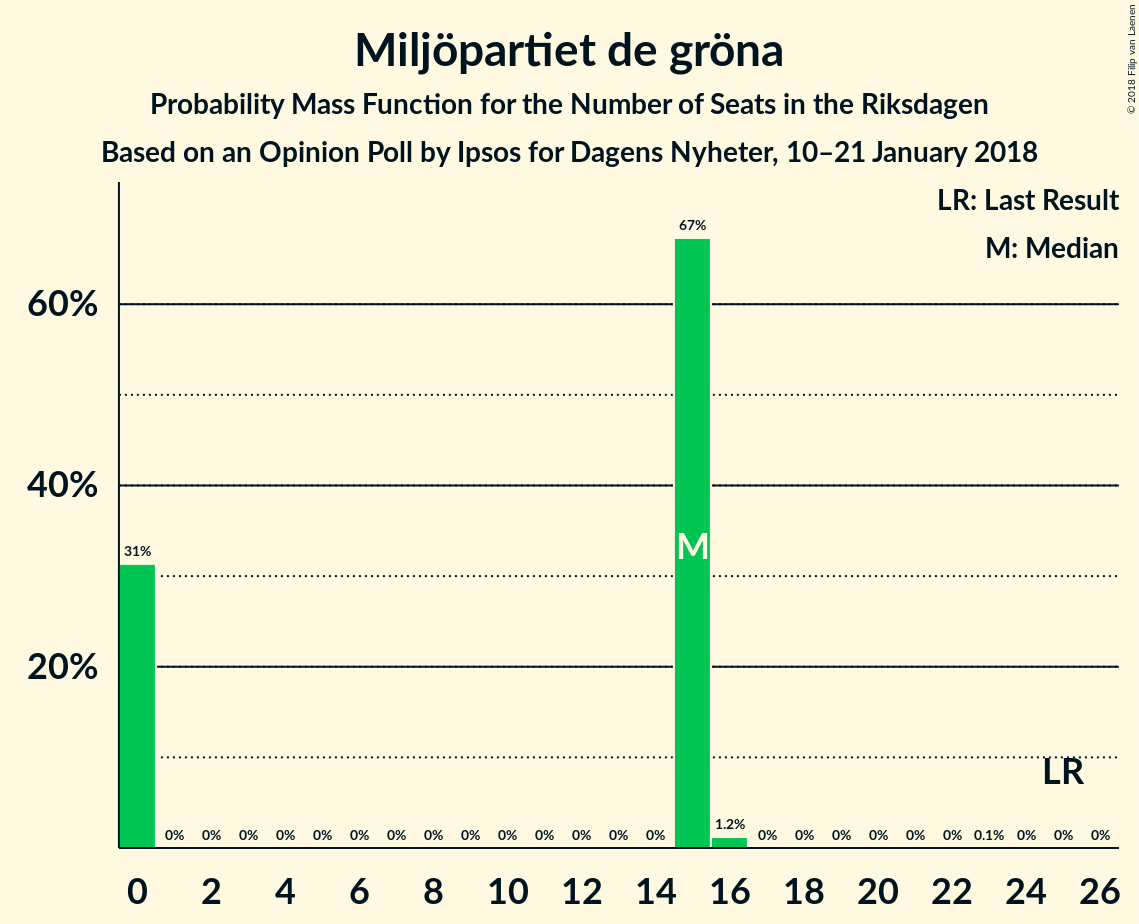 Miljöpartiet de gröna
Probability Mass Function for the Number of Seats in the Riksdagen
Based on an Opinion Poll by Ipsos for Dagens Nyheter, 10–21 January 2018
© 2018 Filip van Laenen
LR: Last Result
M: Median
67%
60%
40%
M
31%
20%
LR
1.2%
0% 0% 0% 0% 0% 0% 0% 0% 0% 0% 0% 0% 0% 0% 0% 0% 0% 0% 0% 0% 0.1% 0% 0% 0%
0 2 4 6 8 10 12 14 16 18 20 22 24 26